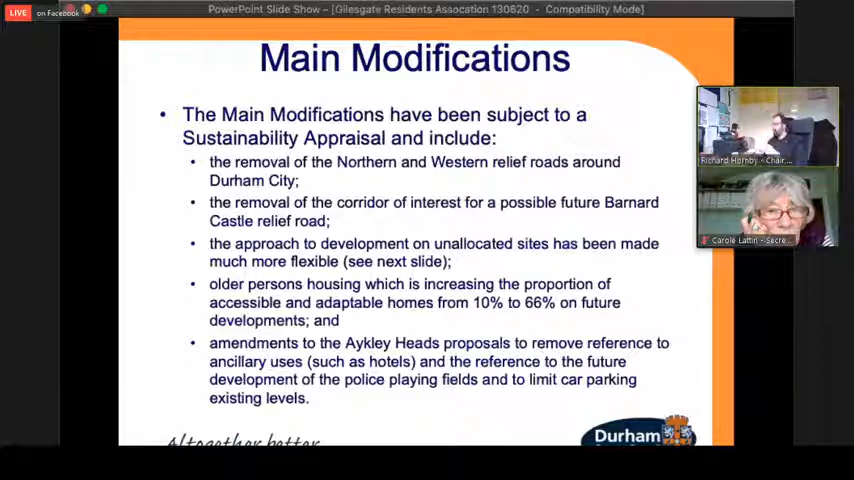 LIVE
on Facebook
PowerPoint Slide Show – [Gilesgate Residents Assocation 130620 - Compatibility Mode]
Main Modifications
• The Main Modifications have been subject to a
Sustainability Appraisal and include:
• the removal of the Northern and Western relief roads around
Durham City;
• the removal of the corridor of interest for a possible future Barnard
Castle relief road;
• the approach to development on unallocated sites has been made
much more flexible (see next slide);
• older persons housing which is increasing the proportion of
accessible and adaptable homes from 10% to 66% on future
developments; and
• amendments to the Aykley Heads proposals to remove reference to
ancillary uses (such as hotels) and the reference to the future
development of the police playing fields and to limit car parking
existing levels.
Richard Hornby - Chair,...
Carole Lattin - Secre...
Altogether better
Durham